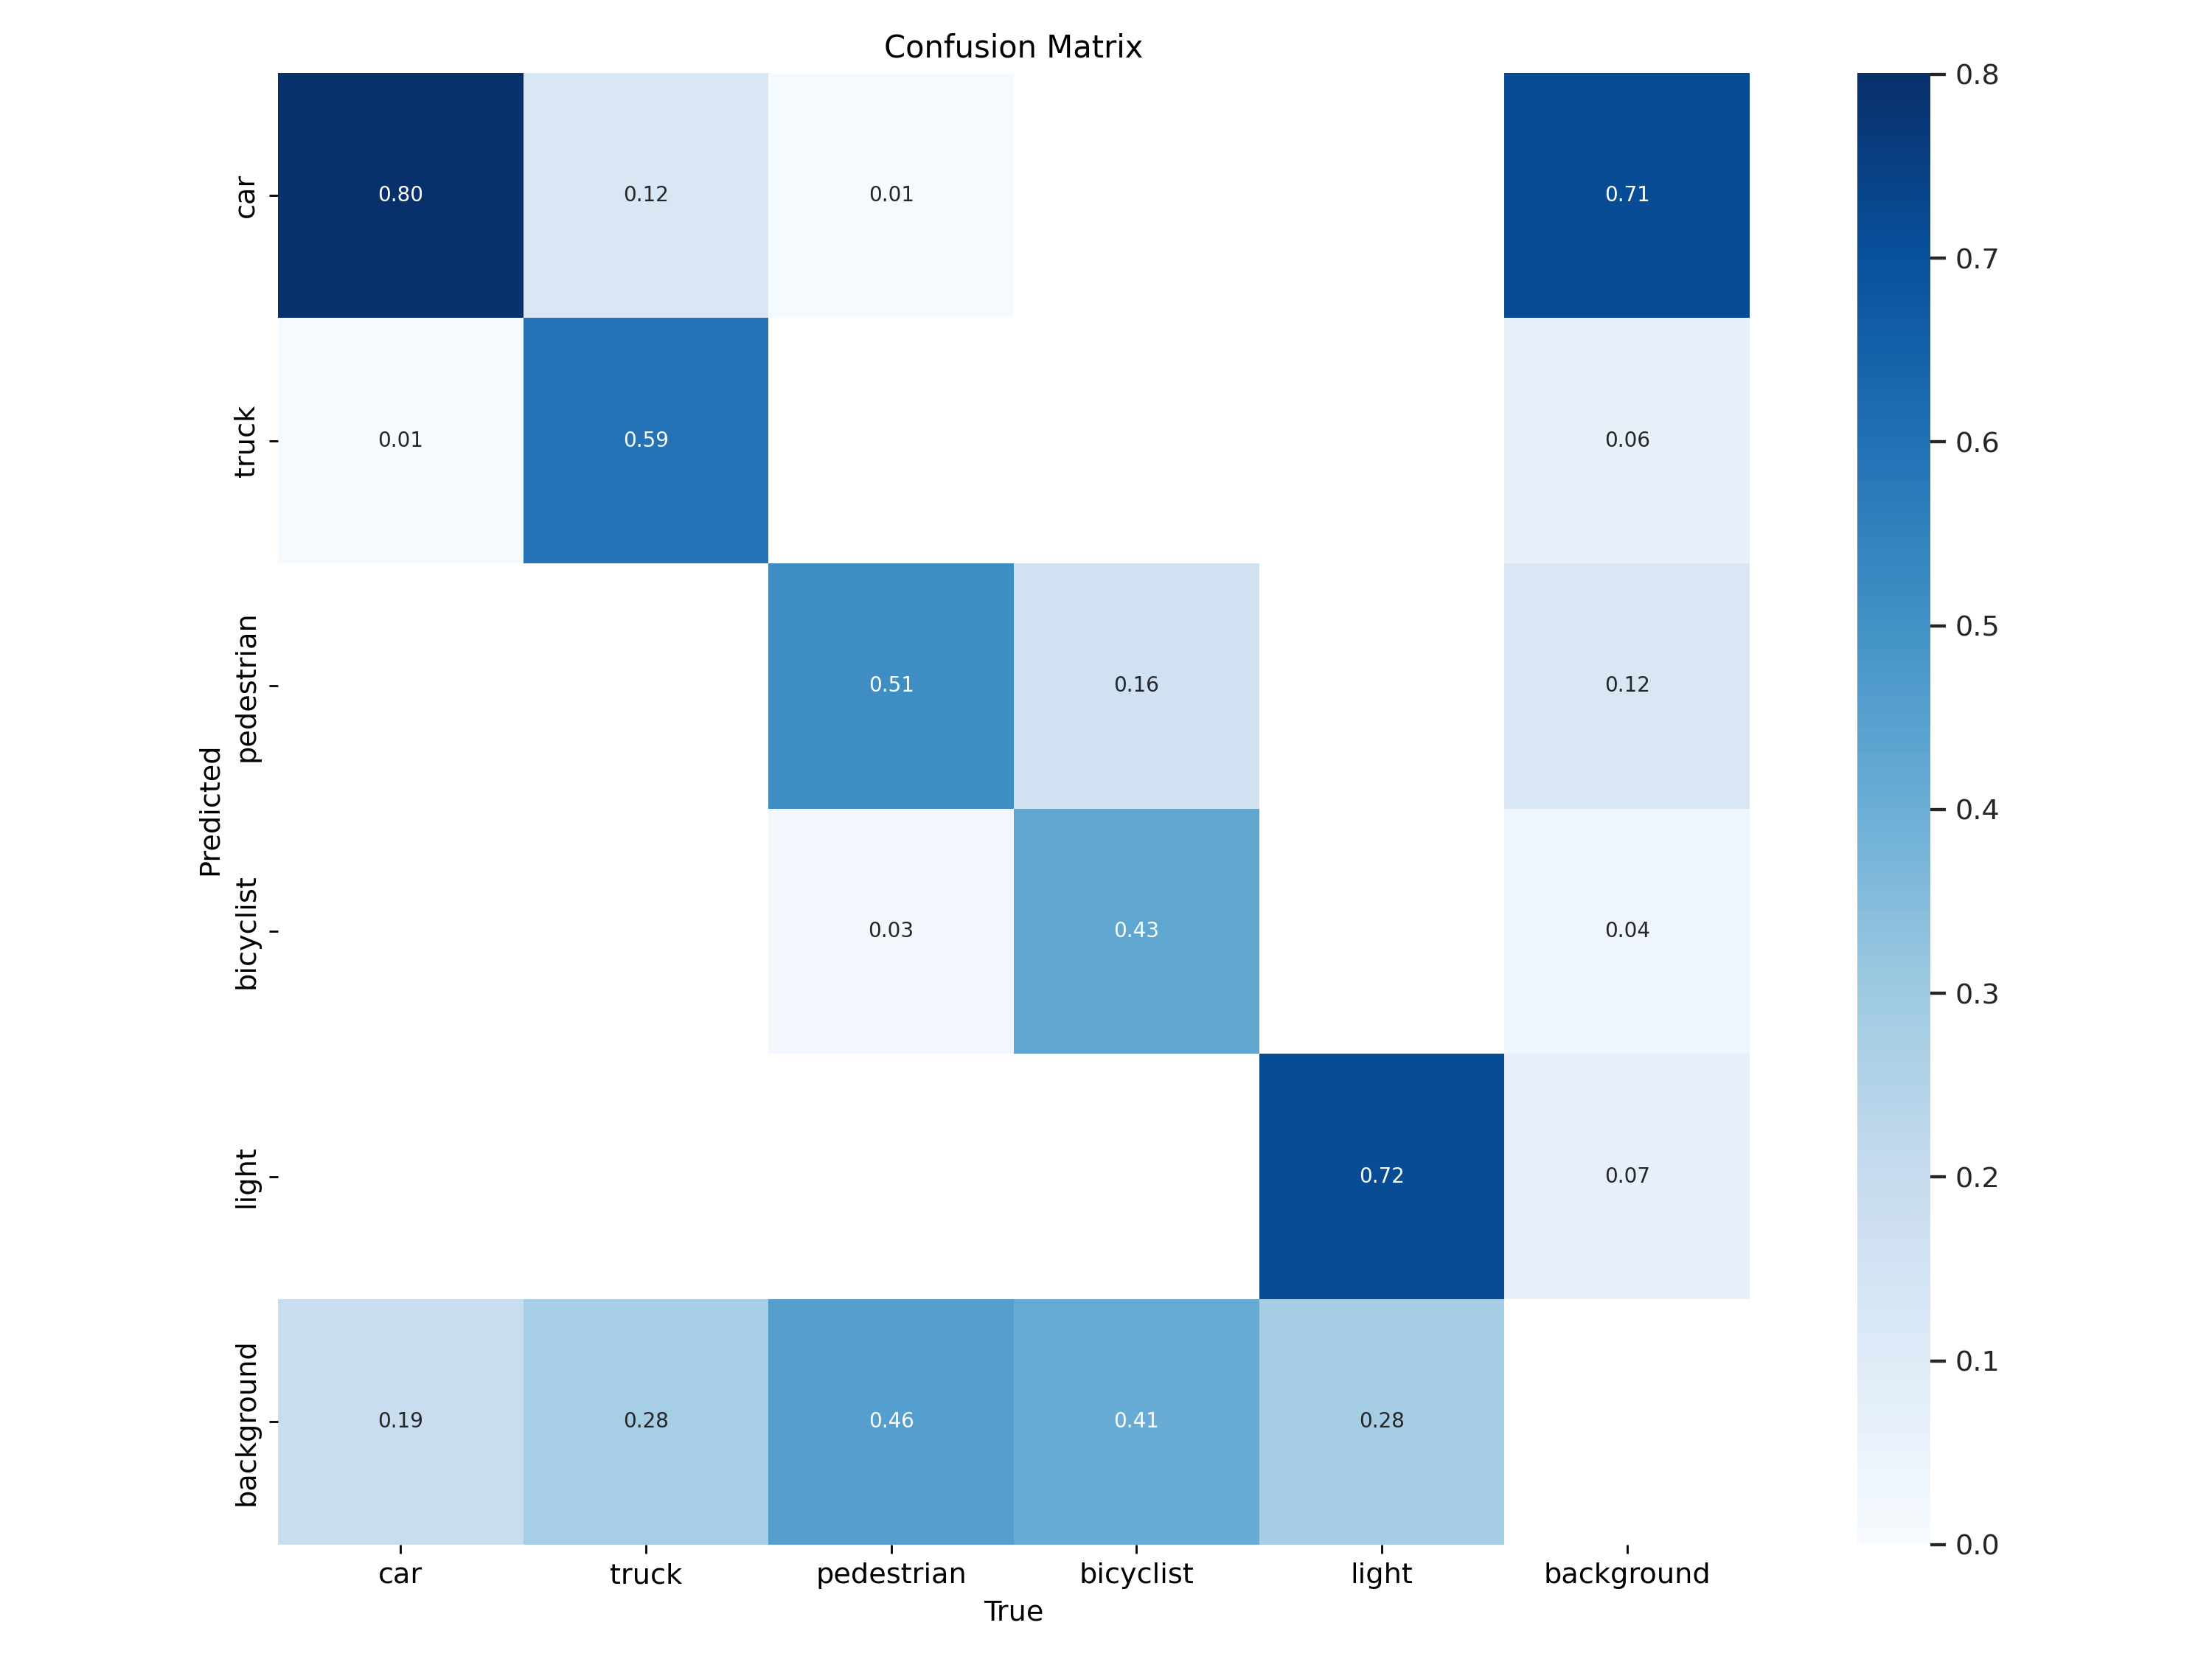 Confusion Matrix
car 0.80 0.12 0.01 0.71
truck 0.01 0.59 0.06
pedestrian 0.51 0.16 0.12
bicyclist 0.03 0.43 0.04
light 0.72 0.07
background 0.19 0.28 0.46 0.41 0.28
Predicted
car truck pedestrian bicyclist light background
True
0.8
0.7
0.6
0.5
0.4
0.3
0.2
0.1
0.0